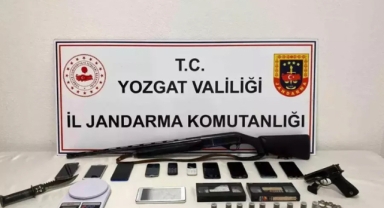 T.C.
YOZGAT VALİLİĞİ
İL JANDARMA KOMUTANLIĞI